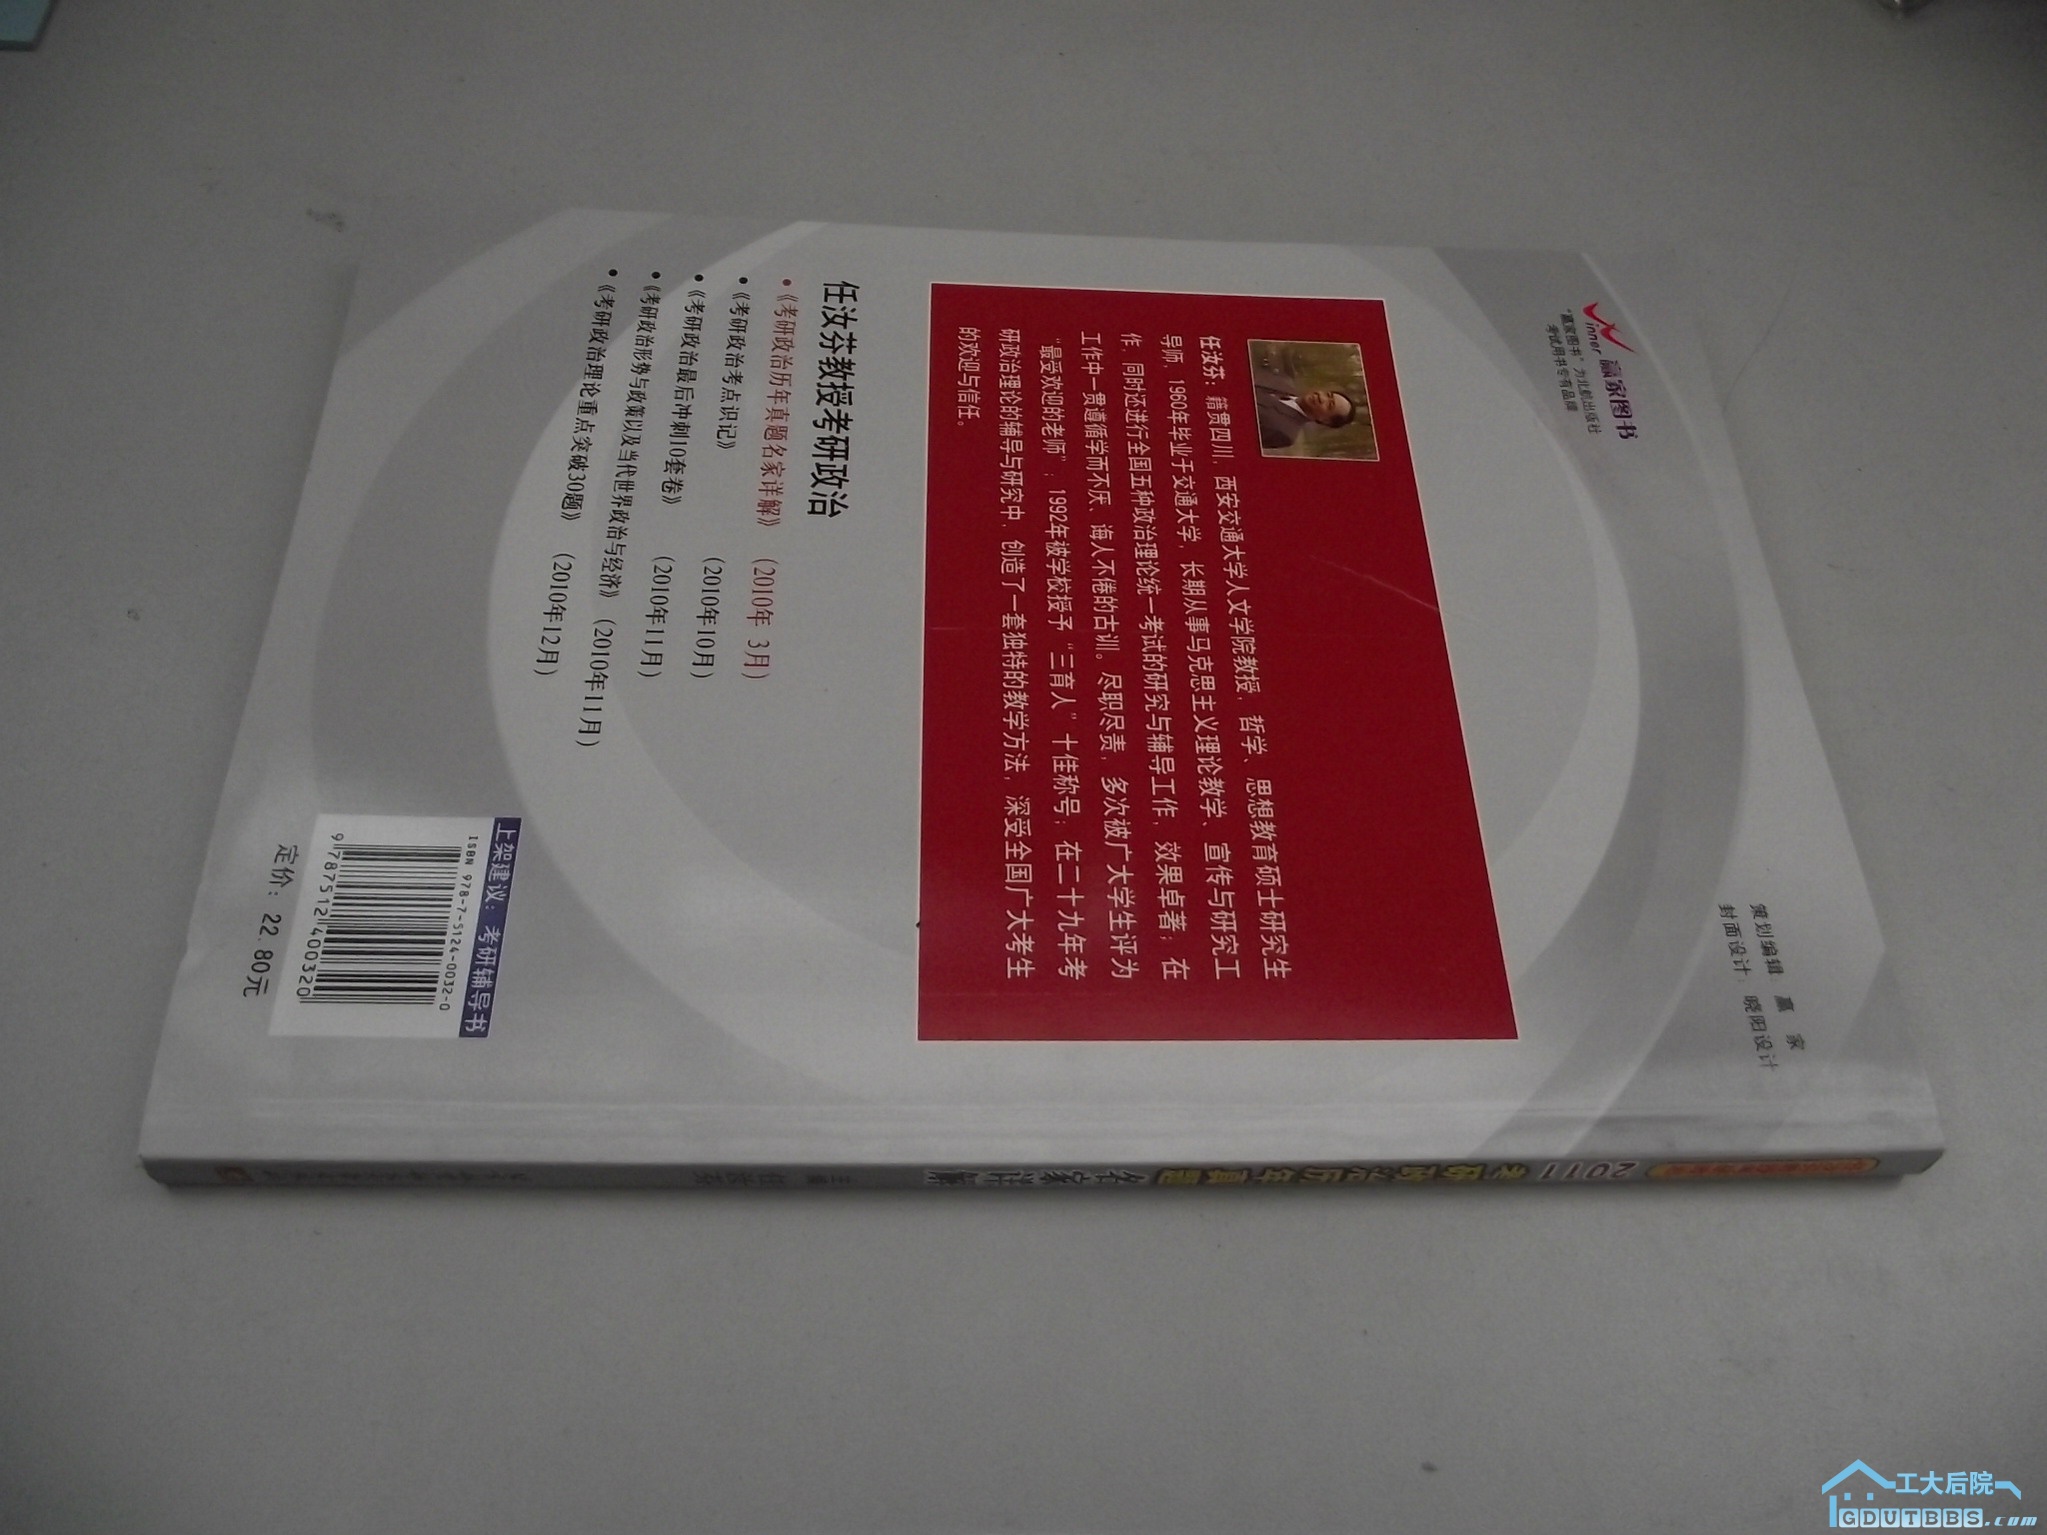 Winner 赢家图书
"赢家图书"为北航出版社
考试用书专有品牌
策划编辑：赢 家
封面设计：晓阳设计
任汝芬：籍贯四川，西安交通大学人文学院教授，哲学、思想教育硕士研究生
导师，1960年毕业于交通大学，长期从事马克思主义理论教学、宣传与研究工
作，同时还进行全国五种政治理论统一考试的研究与辅导工作，效果卓著；在
工作中一贯遵循学而不厌、诲人不倦的古训。尽职尽责，多次被广大学生评为
"最受欢迎的老师"；1992年被学校授予"三育人"十佳称号；在二十九年考
研政治理论的辅导与研究中，创造了一套独特的教学方法，深受全国广大考生
的欢迎与信任。
任汝芬教授考研政治
•《考研政治历年真题名家详解》（2010年 3月）
•《考研政治考点识记》（2010年10月）
•《考研政治最后冲刺10套卷》（2010年11月）
•《考研政治形势与政策以及当代世界政治与经济》（2010年11月）
•《考研政治理论重点突破30题》（2010年12月）
上架建议：考研辅导书
ISBN 978-7-5124-0032-0
9 787512 400320
定价：22.80元
2011 考研政治历年真题 名家详解
主编 任汝芬
工大后院
GDUTBBS.com